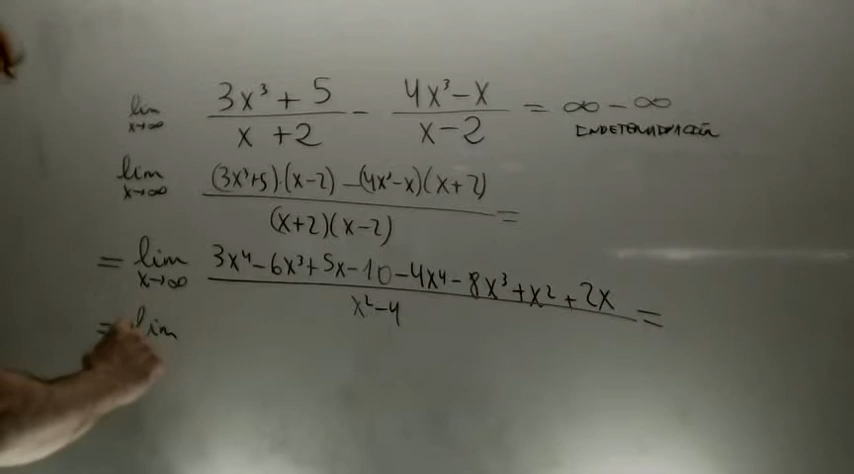 lim x→∞ (3x³ + 5)/(x + 2) − (4x³ − x)/(x − 2) = ∞ − ∞
INDETERMINACIÓN
lim x→∞ ((3x³+5)·(x−2) − (4x³−x)(x+2))/((x+2)(x−2)) =
= lim x→∞ (3x⁴ − 6x³ + 5x − 10 − 4x⁴ − 8x³ + x² + 2x)/(x² − 4) =
= lim